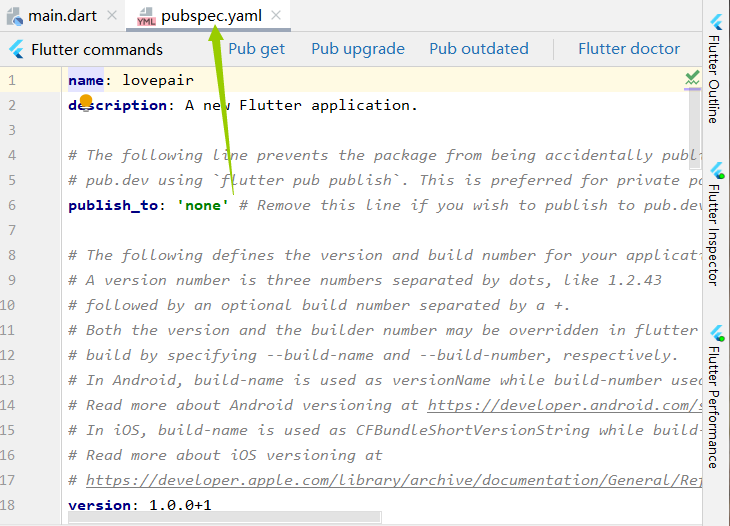 main.dart
YML
pubspec.yaml
Flutter commands
Pub get
Pub upgrade
Pub outdated
Flutter doctor
1 name: lovepair
2 description: A new Flutter application.
3
4 # The following line prevents the package from being accidentally publ
5 # pub.dev using `flutter pub publish`. This is preferred for private pa
6 publish_to: 'none' # Remove this line if you wish to publish to pub.dev
7
8 # The following defines the version and build number for your applicati
9 # A version number is three numbers separated by dots, like 1.2.43
10 # followed by an optional build number separated by a +.
11 # Both the version and the builder number may be overridden in flutter
12 # build by specifying --build-name and --build-number, respectively.
13 # In Android, build-name is used as versionName while build-number used
14 # Read more about Android versioning at https://developer.android.com/s
15 # In iOS, build-name is used as CFBundleShortVersionString while build-
16 # Read more about iOS versioning at
17 # https://developer.apple.com/library/archive/documentation/General/Ref
18 version: 1.0.0+1
Flutter Outline
Flutter Inspector
Flutter Performance